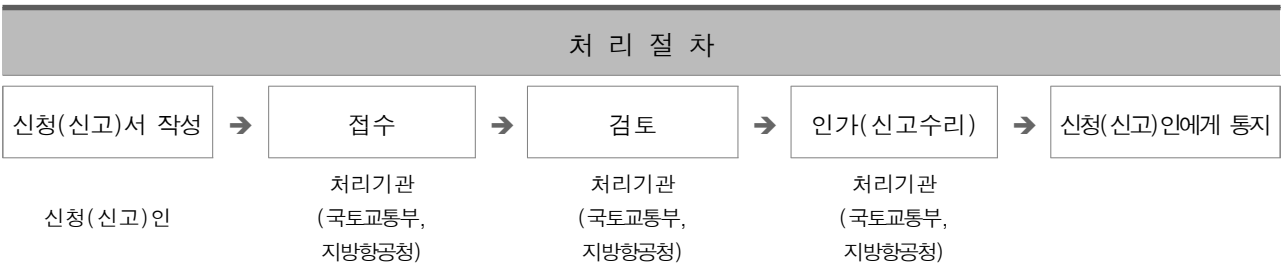 처 리 절 차
신청(신고)서 작성 ➔ 접수 ➔ 검토 ➔ 인가(신고수리) ➔ 신청(신고)인에게 통지
처리기관 처리기관 처리기관
신청(신고)인 (국토교통부, (국토교통부, (국토교통부,
지방항공청) 지방항공청) 지방항공청)